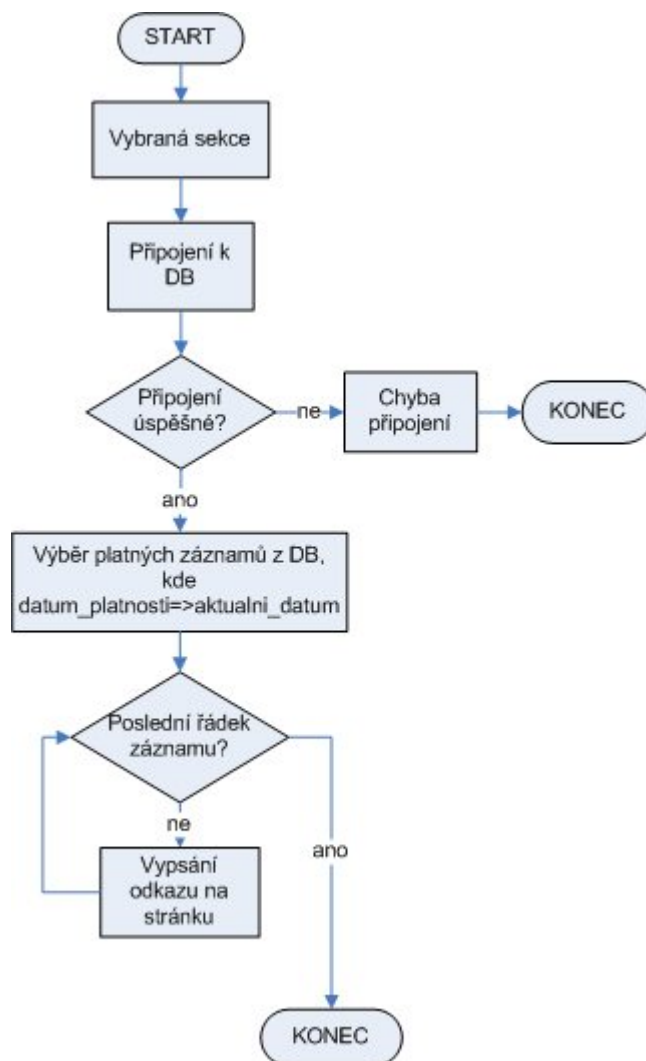 START
Vybraná sekce
Připojení k
DB
Připojení
úspěšné?
ne
Chyba
připojení
KONEC
ano
Výběr platných záznamů z DB,
kde
datum_platnosti=>aktualni_datum
Poslední řádek
záznamu?
ne
ano
Vypsání
odkazu na
stránku
KONEC